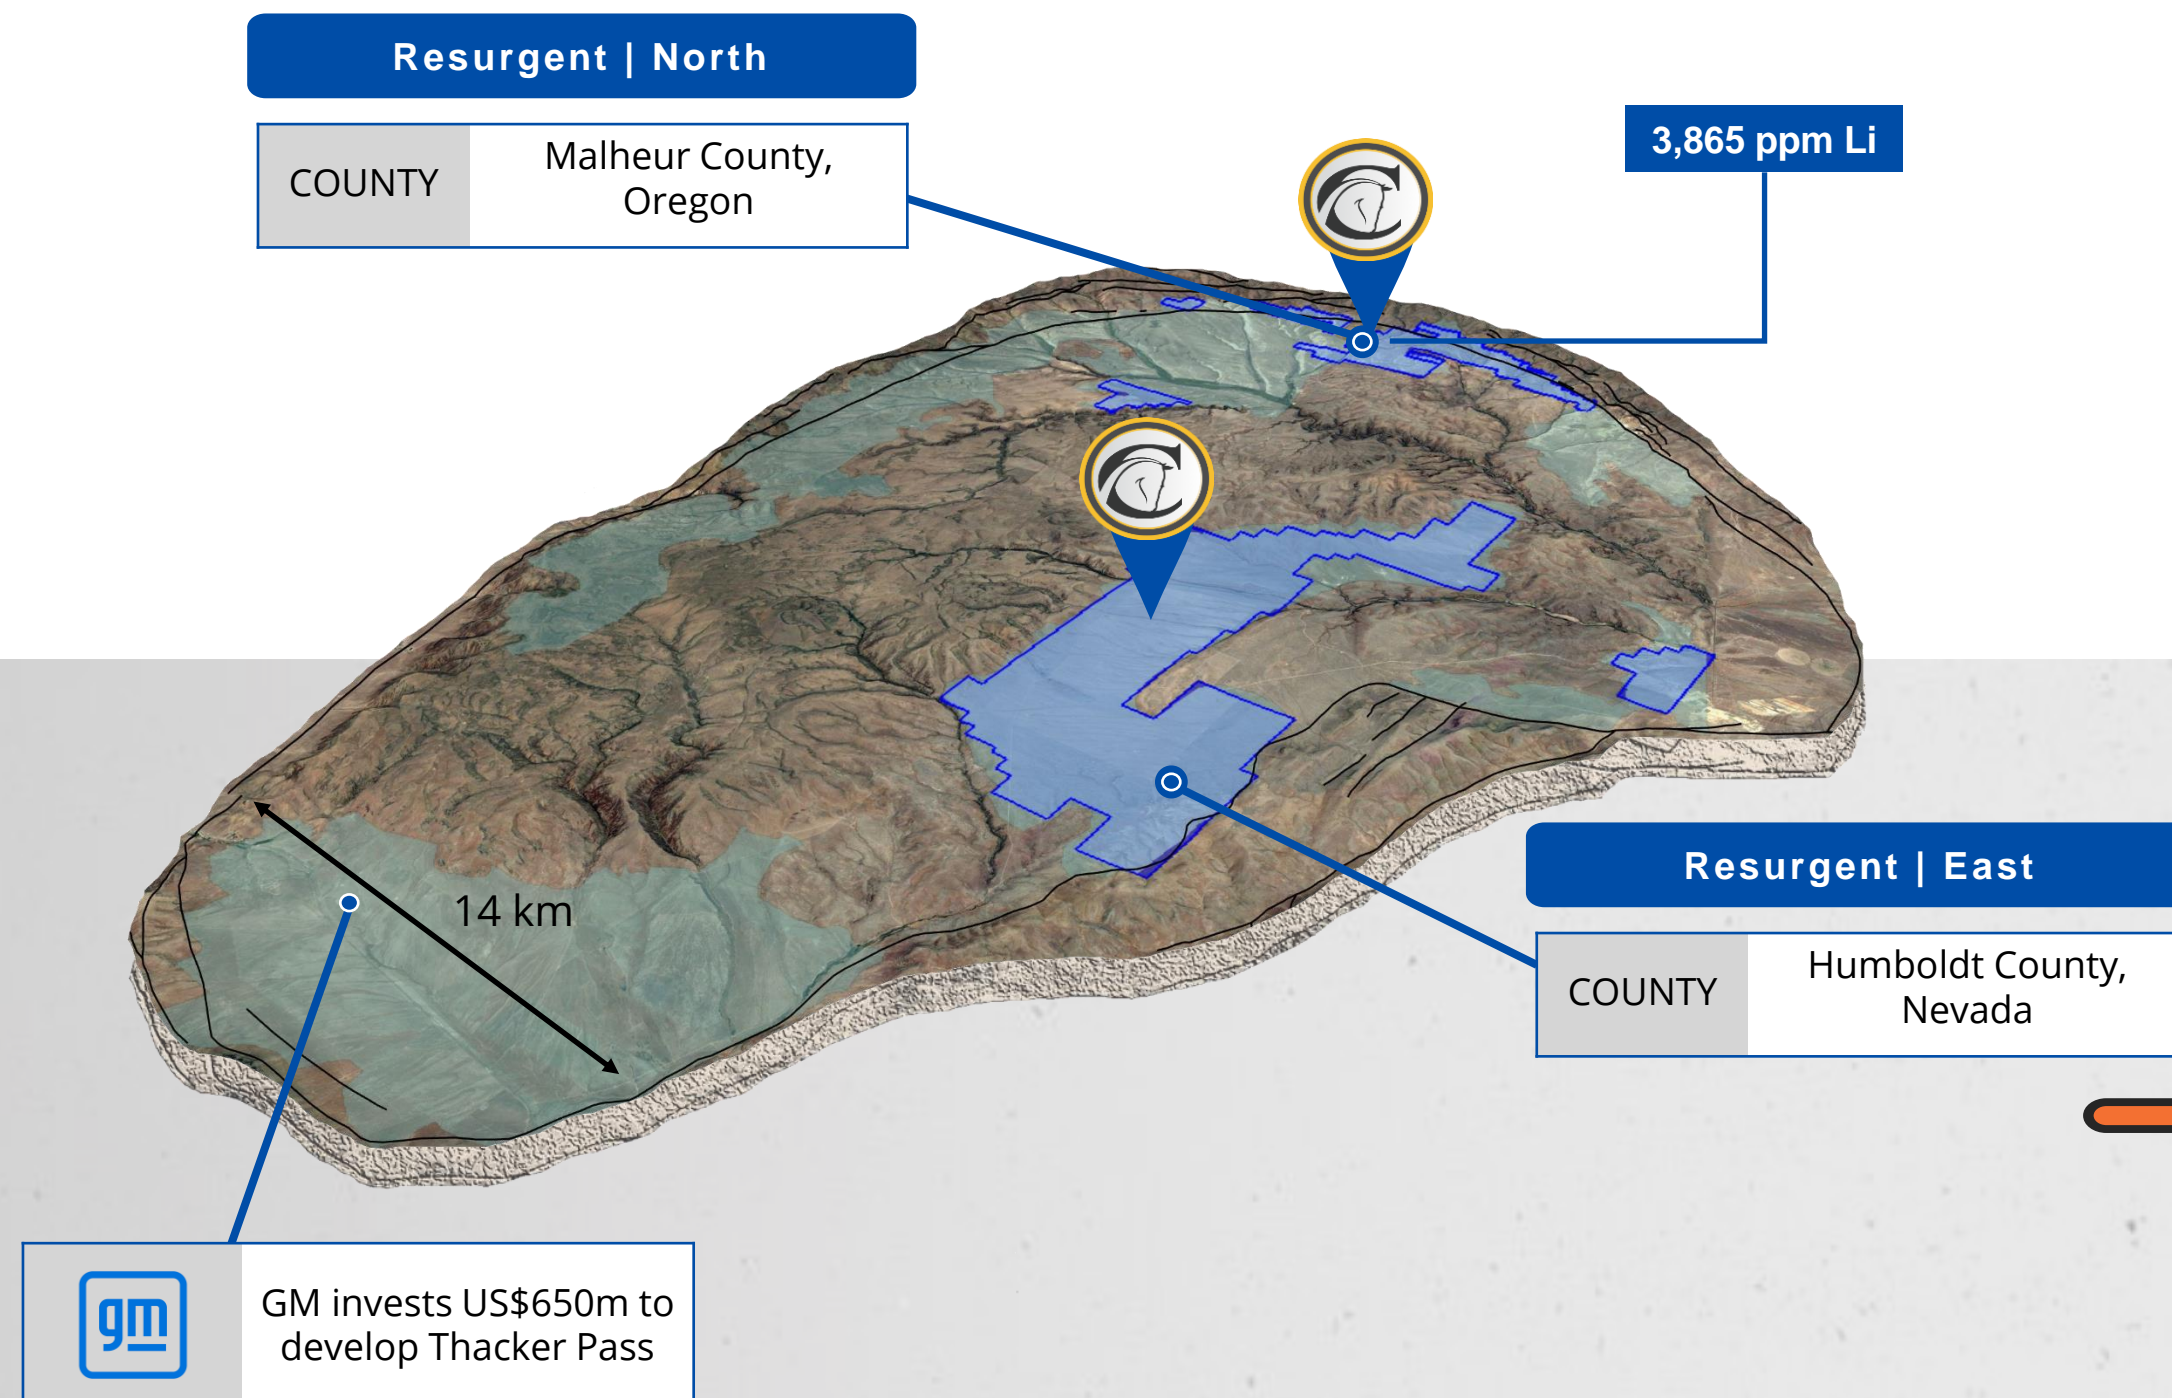 Resurgent | North
COUNTY
Malheur County,
Oregon
3,865 ppm Li
14 km
Resurgent | East
COUNTY
Humboldt County,
Nevada
gm
GM invests US$650m to
develop Thacker Pass